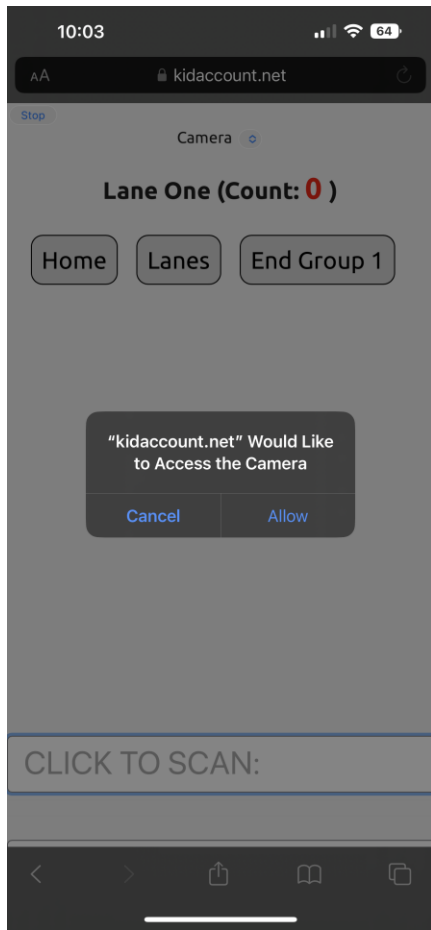 10:03
64
AA
kidaccount.net
Stop
Camera
Lane One (Count: 0 )
Home
Lanes
End Group 1
“kidaccount.net” Would Like
to Access the Camera
Cancel
Allow
CLICK TO SCAN: